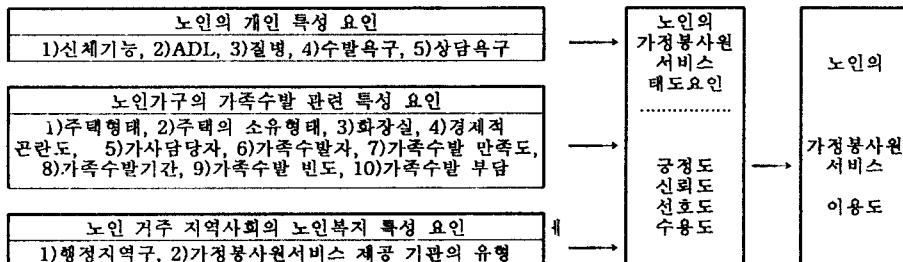 노인의 개인 특성 요인
1)신체기능, 2)ADL, 3)질병, 4)수발욕구, 5)상담욕구
노인가구의 가족수발 관련 특성 요인
1)주택형태, 2)주택의 소유형태, 3)화장실, 4)경제적
곤란도, 5)가사담당자, 6)가족수발자, 7)가족수발 만족도,
8)가족수발기간, 9)가족수발 빈도, 10)가족수발 부담
노인 거주 지역사회의 노인복지 특성 요인
1)행정지역구, 2)가정봉사원서비스 제공 기관의 유형
노인의
가정봉사원
서비스
태도요인
긍정도
신뢰도
선호도
수용도
노인의
가정봉사원
서비스
이용도